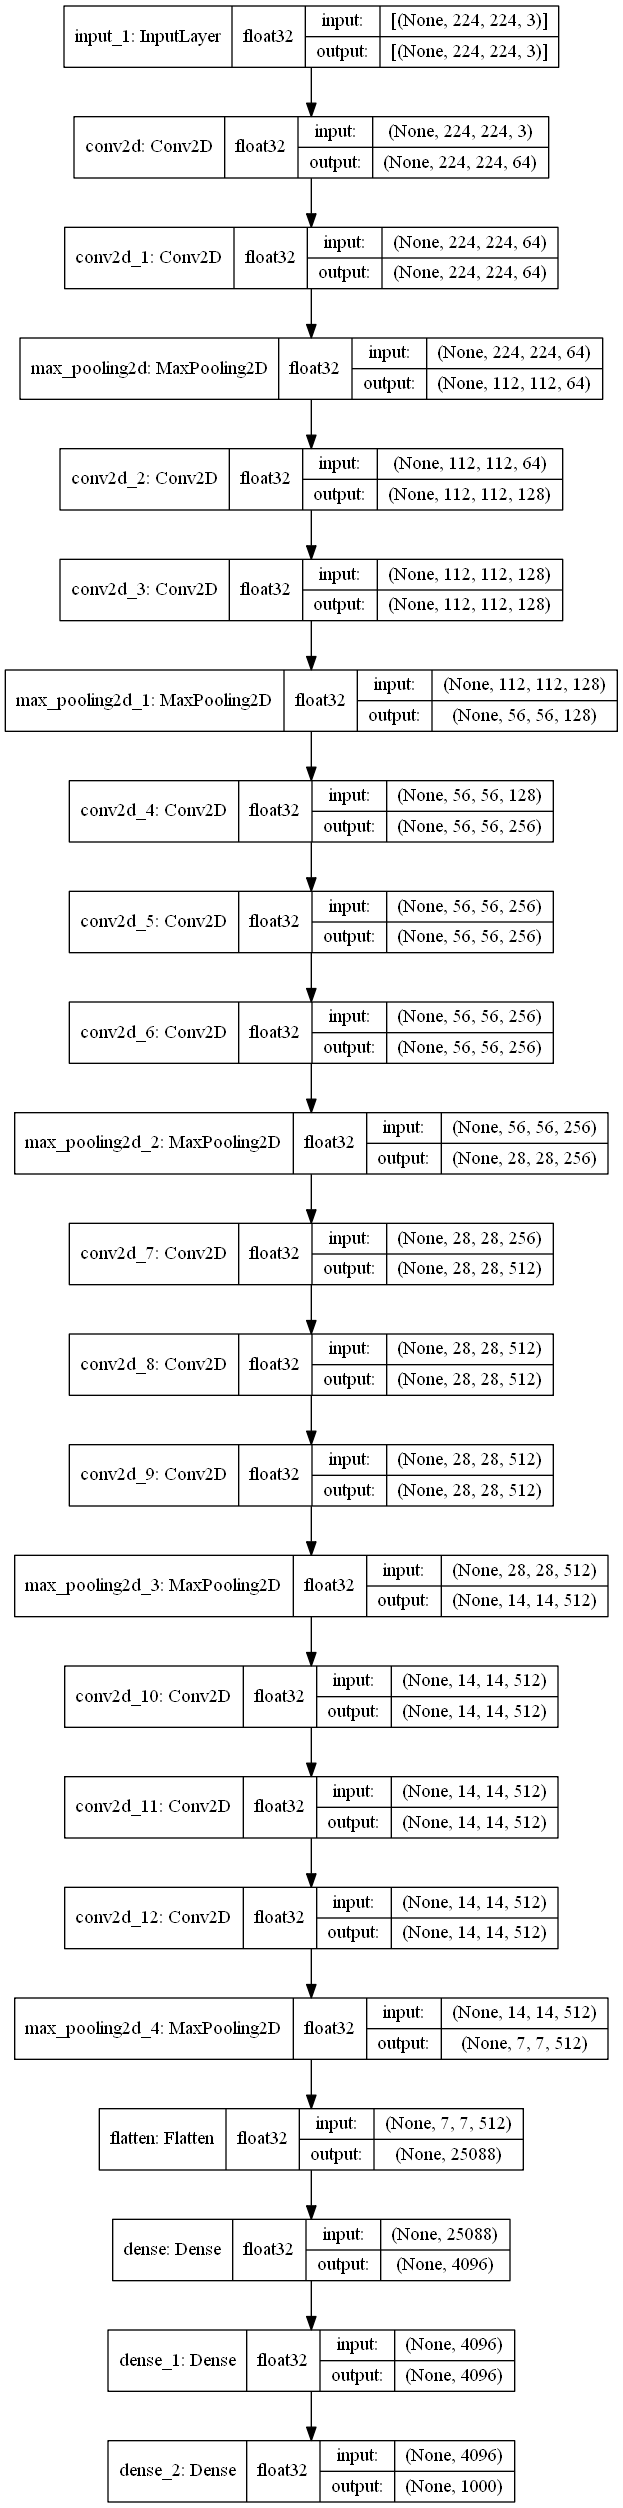 input_1: InputLayer float32 input: [(None, 224, 224, 3)]
output: [(None, 224, 224, 3)]
conv2d: Conv2D float32 input: (None, 224, 224, 3)
output: (None, 224, 224, 64)
conv2d_1: Conv2D float32 input: (None, 224, 224, 64)
output: (None, 224, 224, 64)
max_pooling2d: MaxPooling2D float32 input: (None, 224, 224, 64)
output: (None, 112, 112, 64)
conv2d_2: Conv2D float32 input: (None, 112, 112, 64)
output: (None, 112, 112, 128)
conv2d_3: Conv2D float32 input: (None, 112, 112, 128)
output: (None, 112, 112, 128)
max_pooling2d_1: MaxPooling2D float32 input: (None, 112, 112, 128)
output: (None, 56, 56, 128)
conv2d_4: Conv2D float32 input: (None, 56, 56, 128)
output: (None, 56, 56, 256)
conv2d_5: Conv2D float32 input: (None, 56, 56, 256)
output: (None, 56, 56, 256)
conv2d_6: Conv2D float32 input: (None, 56, 56, 256)
output: (None, 56, 56, 256)
max_pooling2d_2: MaxPooling2D float32 input: (None, 56, 56, 256)
output: (None, 28, 28, 256)
conv2d_7: Conv2D float32 input: (None, 28, 28, 256)
output: (None, 28, 28, 512)
conv2d_8: Conv2D float32 input: (None, 28, 28, 512)
output: (None, 28, 28, 512)
conv2d_9: Conv2D float32 input: (None, 28, 28, 512)
output: (None, 28, 28, 512)
max_pooling2d_3: MaxPooling2D float32 input: (None, 28, 28, 512)
output: (None, 14, 14, 512)
conv2d_10: Conv2D float32 input: (None, 14, 14, 512)
output: (None, 14, 14, 512)
conv2d_11: Conv2D float32 input: (None, 14, 14, 512)
output: (None, 14, 14, 512)
conv2d_12: Conv2D float32 input: (None, 14, 14, 512)
output: (None, 14, 14, 512)
max_pooling2d_4: MaxPooling2D float32 input: (None, 14, 14, 512)
output: (None, 7, 7, 512)
flatten: Flatten float32 input: (None, 7, 7, 512)
output: (None, 25088)
dense: Dense float32 input: (None, 25088)
output: (None, 4096)
dense_1: Dense float32 input: (None, 4096)
output: (None, 4096)
dense_2: Dense float32 input: (None, 4096)
output: (None, 1000)